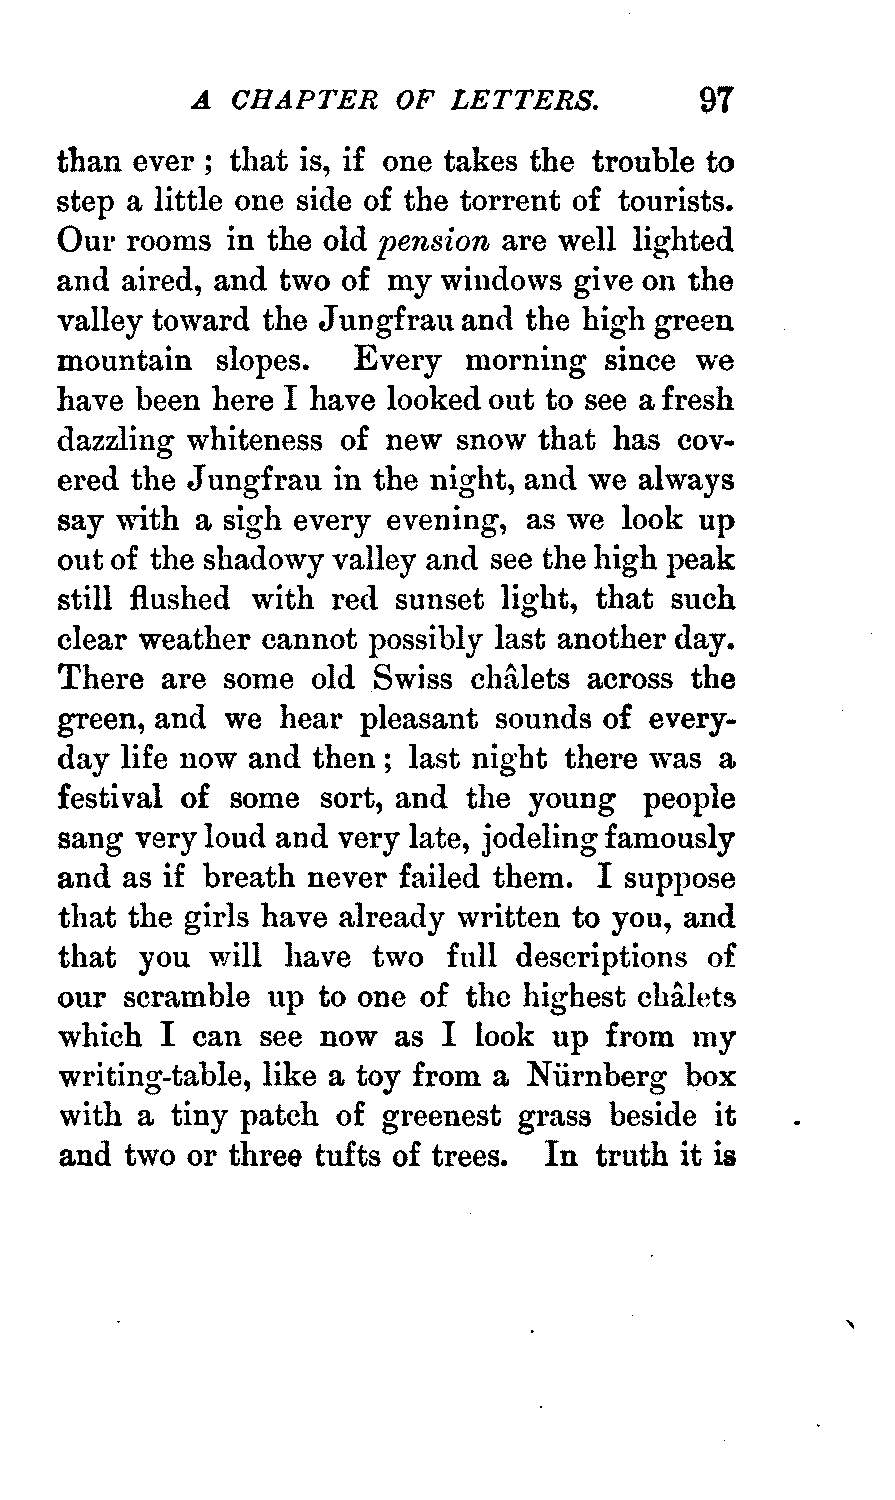 A CHAPTER OF LETTERS. 97
than ever ; that is, if one takes the trouble to
step a little one side of the torrent of tourists.
Our rooms in the old pension are well lighted
and aired, and two of my windows give on the
valley toward the Jungfrau and the high green
mountain slopes. Every morning since we
have been here I have looked out to see a fresh
dazzling whiteness of new snow that has cov-
ered the Jungfrau in the night, and we always
say with a sigh every evening, as we look up
out of the shadowy valley and see the high peak
still flushed with red sunset light, that such
clear weather cannot possibly last another day.
There are some old Swiss châlets across the
green, and we hear pleasant sounds of every-
day life now and then ; last night there was a
festival of some sort, and the young people
sang very loud and very late, jodeling famously
and as if breath never failed them. I suppose
that the girls have already written to you, and
that you will have two full descriptions of
our scramble up to one of the highest châlets
which I can see now as I look up from my
writing-table, like a toy from a Nürnberg box
with a tiny patch of greenest grass beside it
and two or three tufts of trees. In truth it is